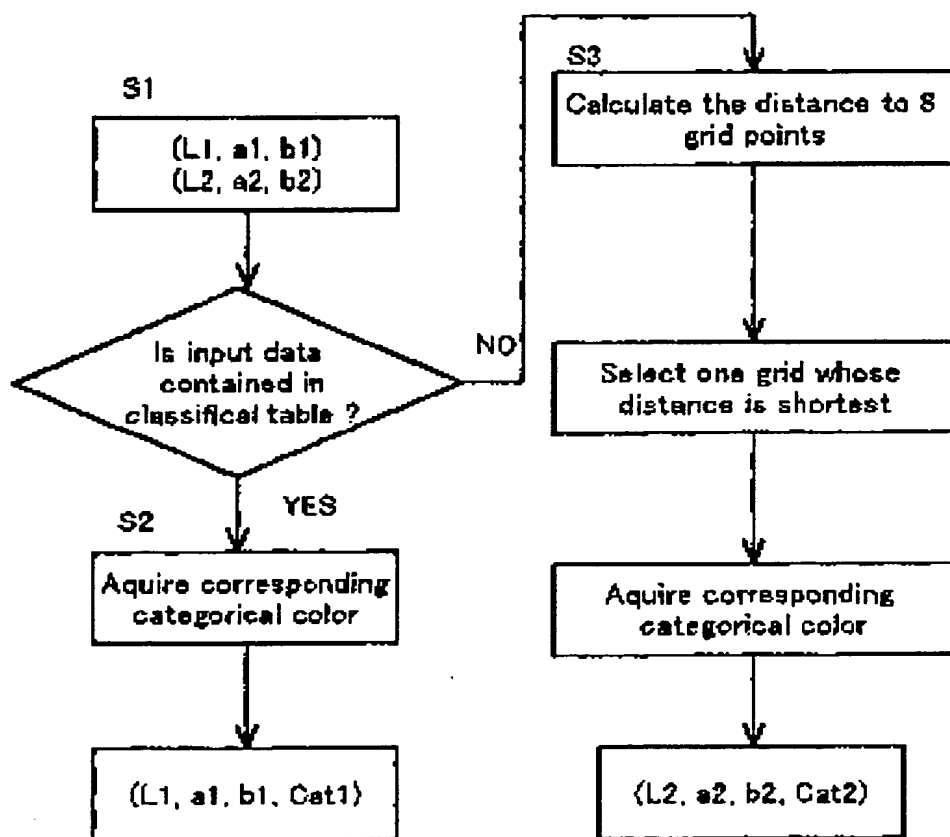 S1
(L1, a1, b1)
(L2, a2, b2)
Is input data
contained in
classifical table ?
YES
NO
S2
Aquire corresponding
categorical color
(L1, a1, b1, Cat1)
S3
Calculate the distance to 8
grid points
Select one grid whose
distance is shortest
Aquire corresponding
categorical color
(L2, a2, b2, Cat2)